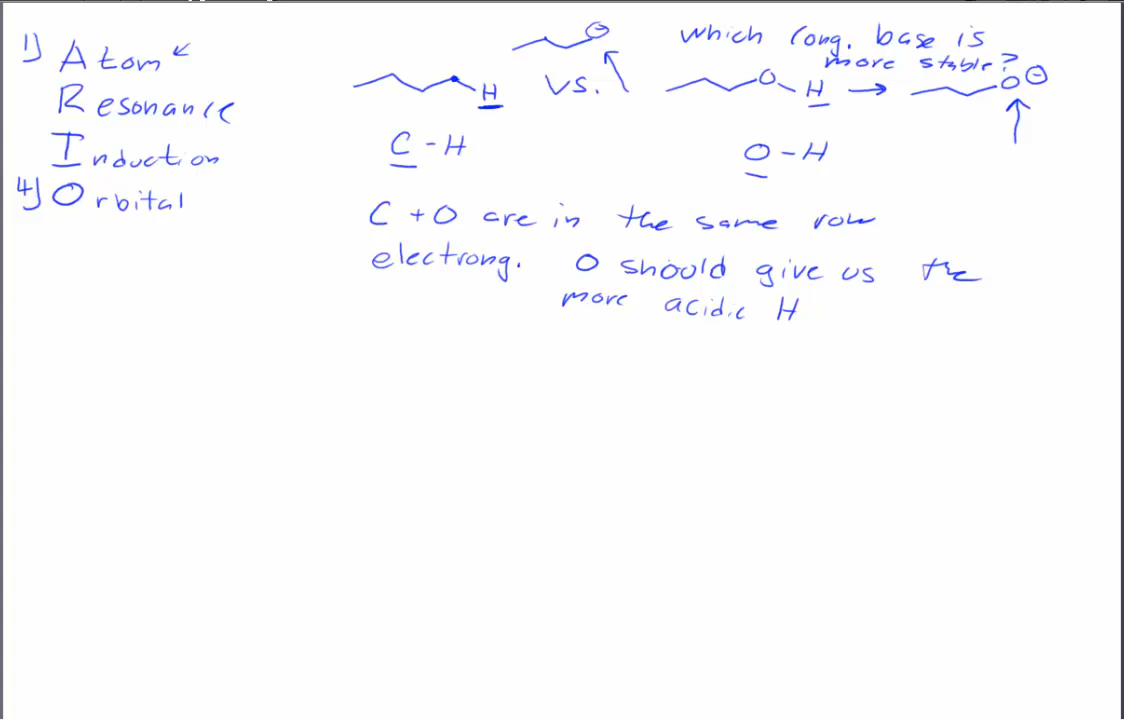 1) Atom
Resonance
Induction
4) Orbital
which conj. base is
more stable?
H
vs.
O
H
O
C - H
O - H
C + O are in the same row
electroneg. O should give us the
more acidic H